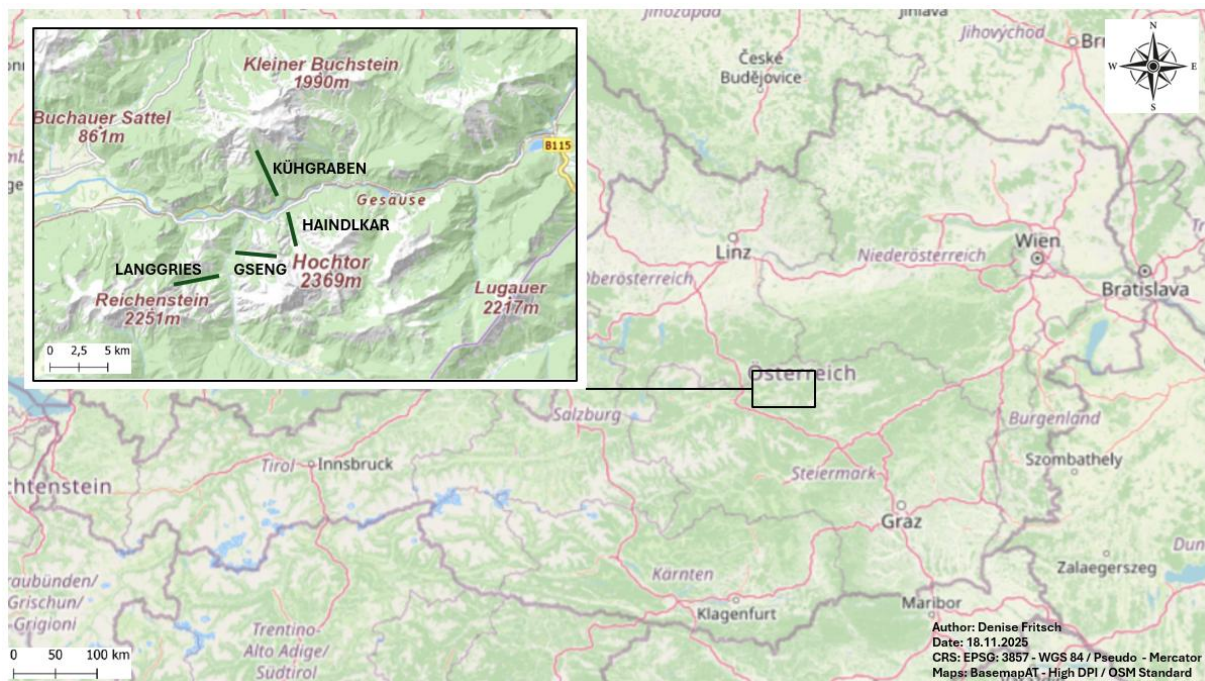 Jihozápad
Jihlava
Jihovýchod
Br
České
Budějovice
N
W
E
S
Kleiner Buchstein
1990m
Buchauer Sattel
861m
B115
KÜHGRABEN
Gesäuse
HAINDLKAR
LANGGRIES
GSENG
Hochtor
2369m
Reichenstein
2251m
Lugauer
2217m
0 2,5 5 km
Linz
Niederösterreich
Wien
Oberösterreich
Bratislava
Österreich
Salzburg
Burgenland
Tirol
Innsbruck
Szombathely
chtenstein
Steiermark
Graz
Dun
Zalaegerszeg
raubünden/
Grischun/
Grigioni
Kärnten
Klagenfurt
Maribor
Trentino-
Alto Adige/
Südtirol
0 50 100 km
Author: Denise Fritsch
Date: 18.11.2025
CRS: EPSG: 3857 - WGS 84 / Pseudo - Mercator
Maps: BasemapAT - High DPI / OSM Standard